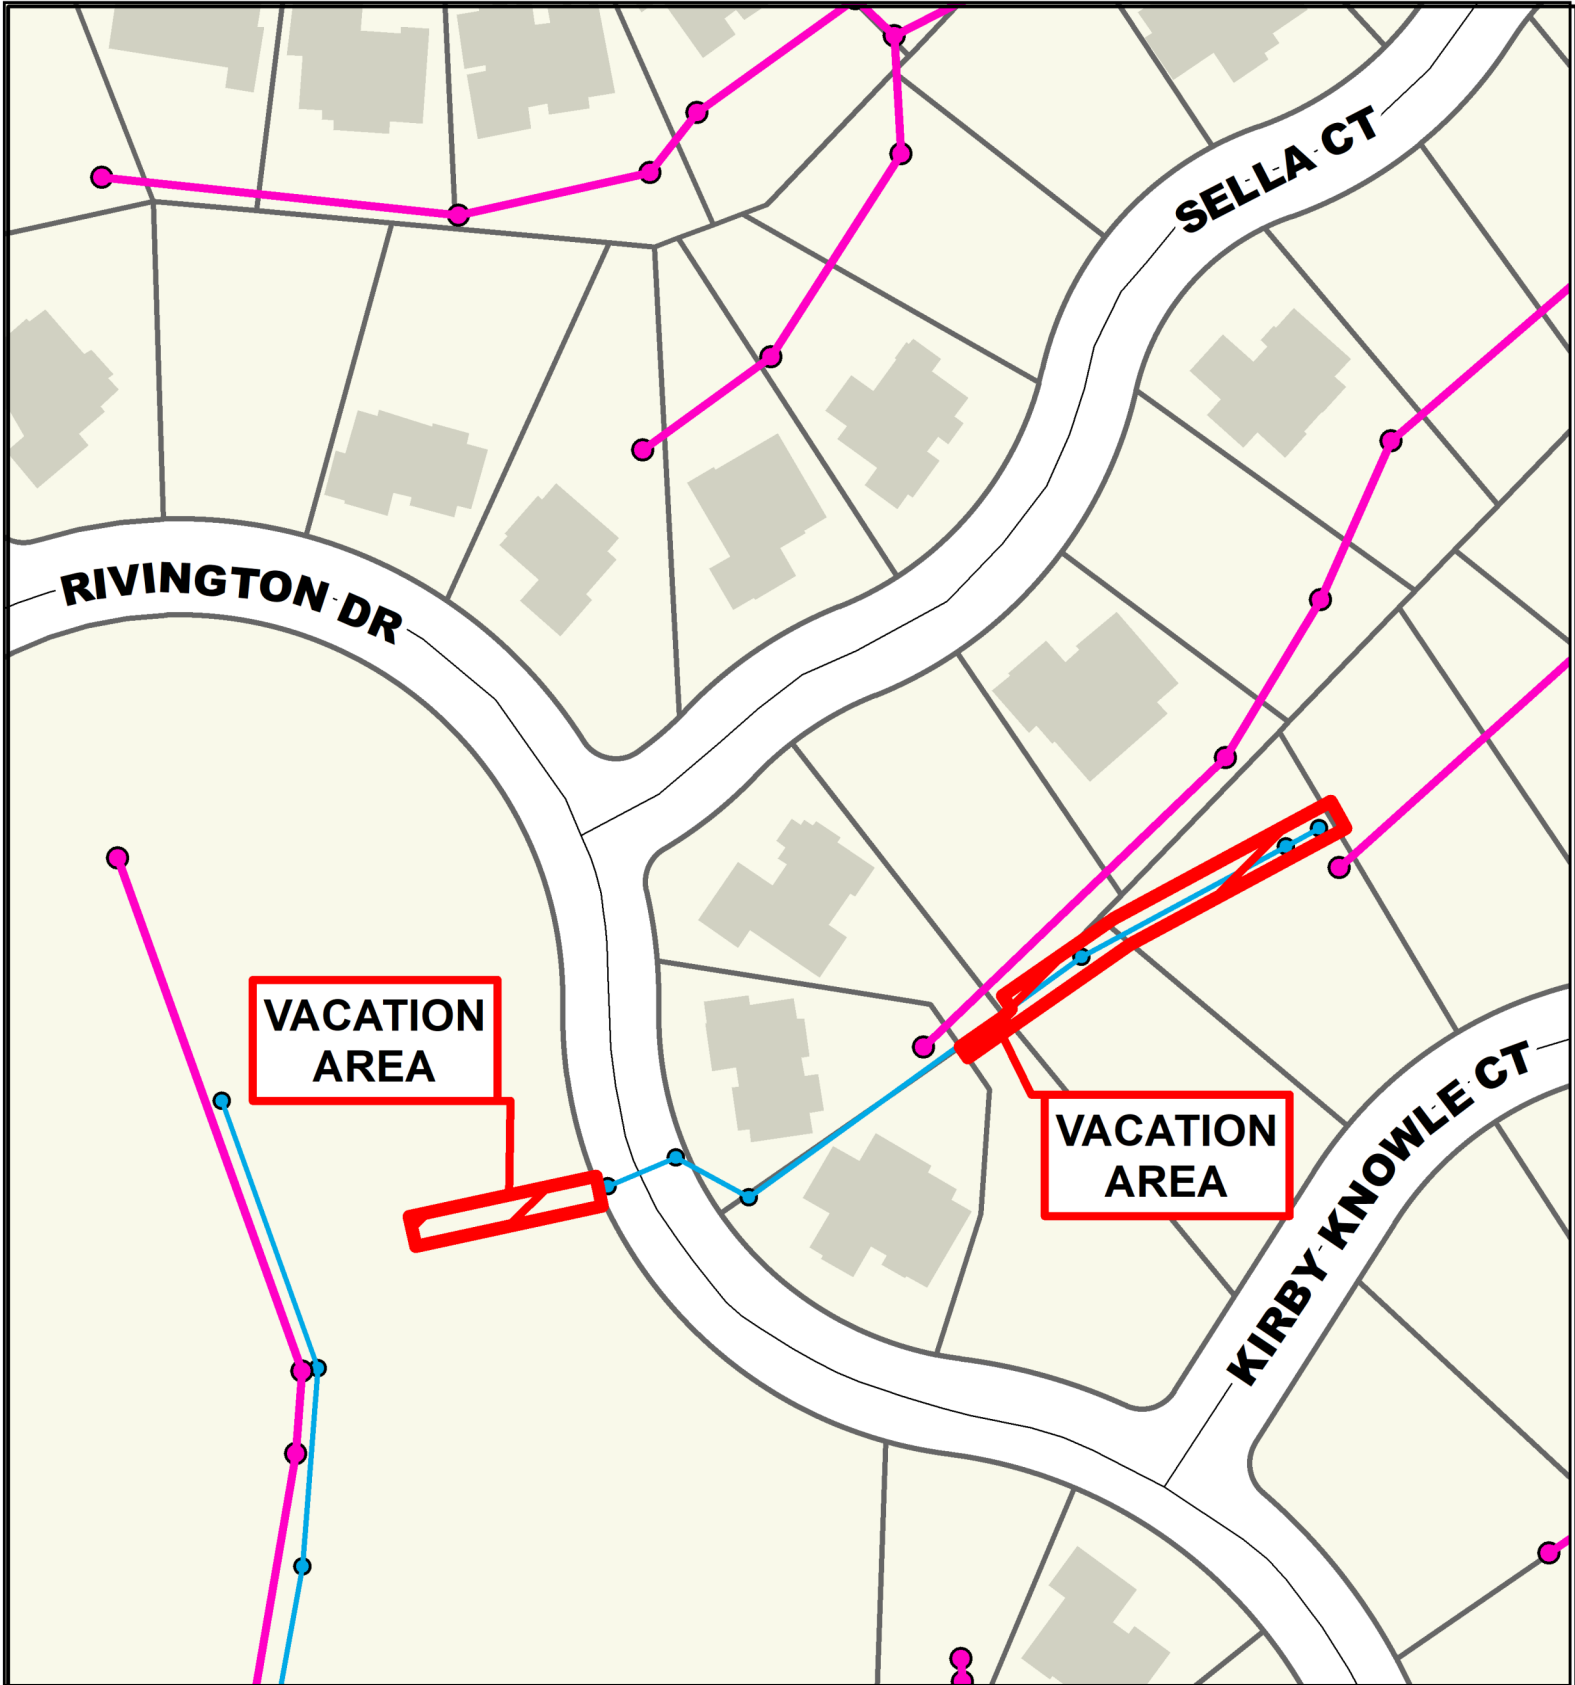 SELLA CT
RIVINGTON DR
VACATION
AREA
VACATION
AREA
KIRBY KNOWLE CT